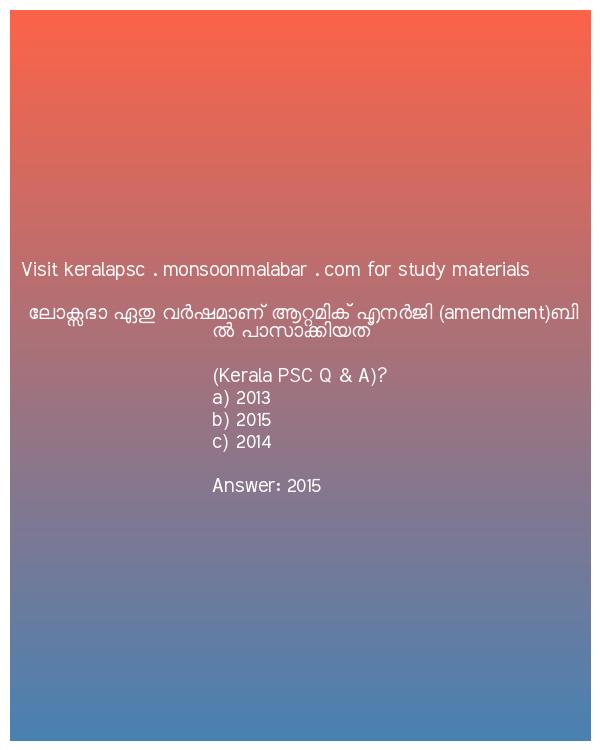 Visit keralapsc . monsoonmalabar . com for study materials
ലോക്സഭാ ഏതു വർഷമാണ് ആറ്റമിക് എനർജി (amendment)ബി
ൽ പാസാക്കിയത്
(Kerala PSC Q & A)?
a) 2013
b) 2015
c) 2014
Answer: 2015